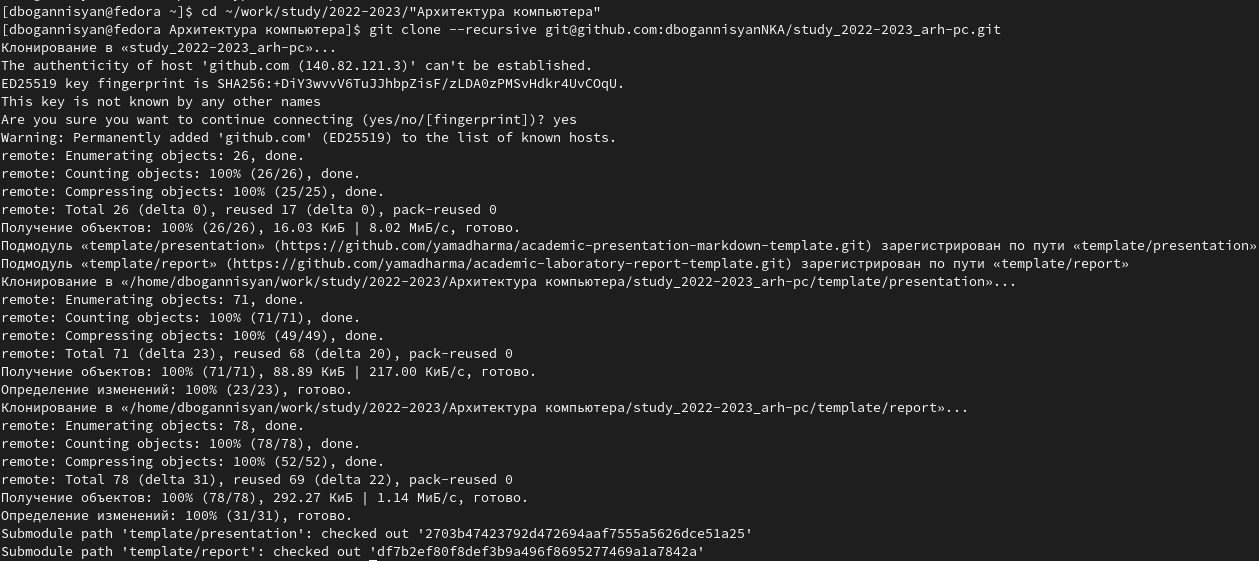 [dbogannisyan@fedora ~]$ cd ~/work/study/2022-2023/"Архитектура компьютера"
[dbogannisyan@fedora Архитектура компьютера]$ git clone --recursive git@github.com:dbogannisyanNKA/study_2022-2023_arh-pc.git
Клонирование в «study_2022-2023_arh-pc»...
The authenticity of host 'github.com (140.82.121.3)' can't be established.
ED25519 key fingerprint is SHA256:+DiY3wvvV6TuJJhbpZisF/zLDA0zPMSvHdkr4UvCOqU.
This key is not known by any other names
Are you sure you want to continue connecting (yes/no/[fingerprint])? yes
Warning: Permanently added 'github.com' (ED25519) to the list of known hosts.
remote: Enumerating objects: 26, done.
remote: Counting objects: 100% (26/26), done.
remote: Compressing objects: 100% (25/25), done.
remote: Total 26 (delta 0), reused 17 (delta 0), pack-reused 0
Получение объектов: 100% (26/26), 16.03 КиБ | 8.02 МиБ/с, готово.
Подмодуль «template/presentation» (https://github.com/yamadharma/academic-presentation-markdown-template.git) зарегистрирован по пути «template/presentation»
Подмодуль «template/report» (https://github.com/yamadharma/academic-laboratory-report-template.git) зарегистрирован по пути «template/report»
Клонирование в «/home/dbogannisyan/work/study/2022-2023/Архитектура компьютера/study_2022-2023_arh-pc/template/presentation»...
remote: Enumerating objects: 71, done.
remote: Counting objects: 100% (71/71), done.
remote: Compressing objects: 100% (49/49), done.
remote: Total 71 (delta 23), reused 68 (delta 20), pack-reused 0
Получение объектов: 100% (71/71), 88.89 КиБ | 217.00 КиБ/с, готово.
Определение изменений: 100% (23/23), готово.
Клонирование в «/home/dbogannisyan/work/study/2022-2023/Архитектура компьютера/study_2022-2023_arh-pc/template/report»...
remote: Enumerating objects: 78, done.
remote: Counting objects: 100% (78/78), done.
remote: Compressing objects: 100% (52/52), done.
remote: Total 78 (delta 31), reused 69 (delta 22), pack-reused 0
Получение объектов: 100% (78/78), 292.27 КиБ | 1.14 МиБ/с, готово.
Определение изменений: 100% (31/31), готово.
Submodule path 'template/presentation': checked out '2703b47423792d472694aaf7555a5626dce51a25'
Submodule path 'template/report': checked out 'df7b2ef80f8def3b9a496f8695277469a1a7842a'